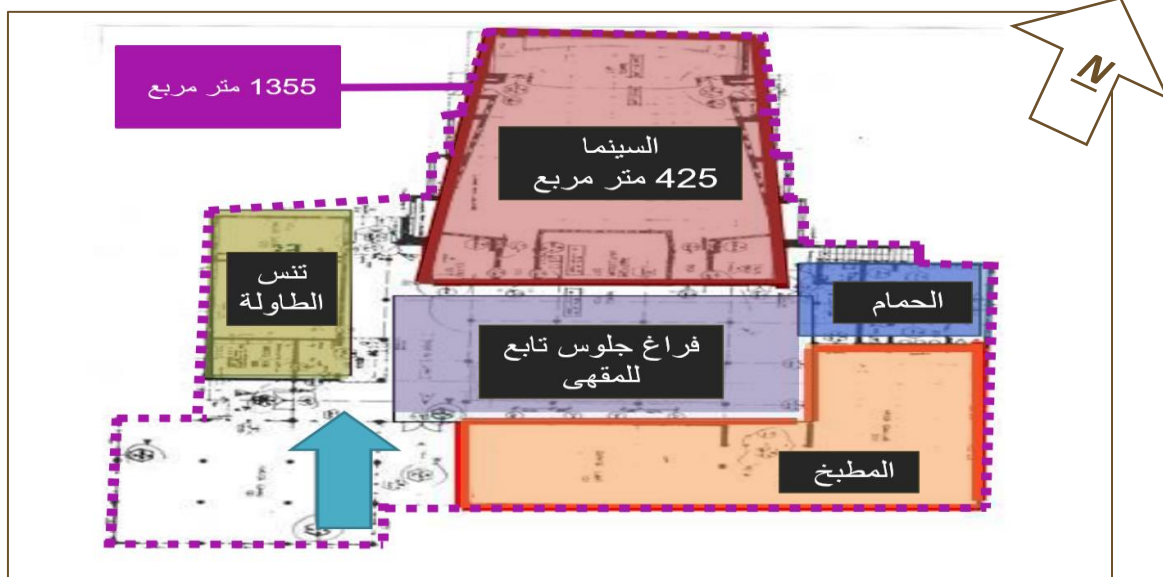 N
1355 متر مربع
السينما
425 متر مربع
تنس
الطاولة
الحمام
فراغ جلوس تابع
للمقهى
المطبخ